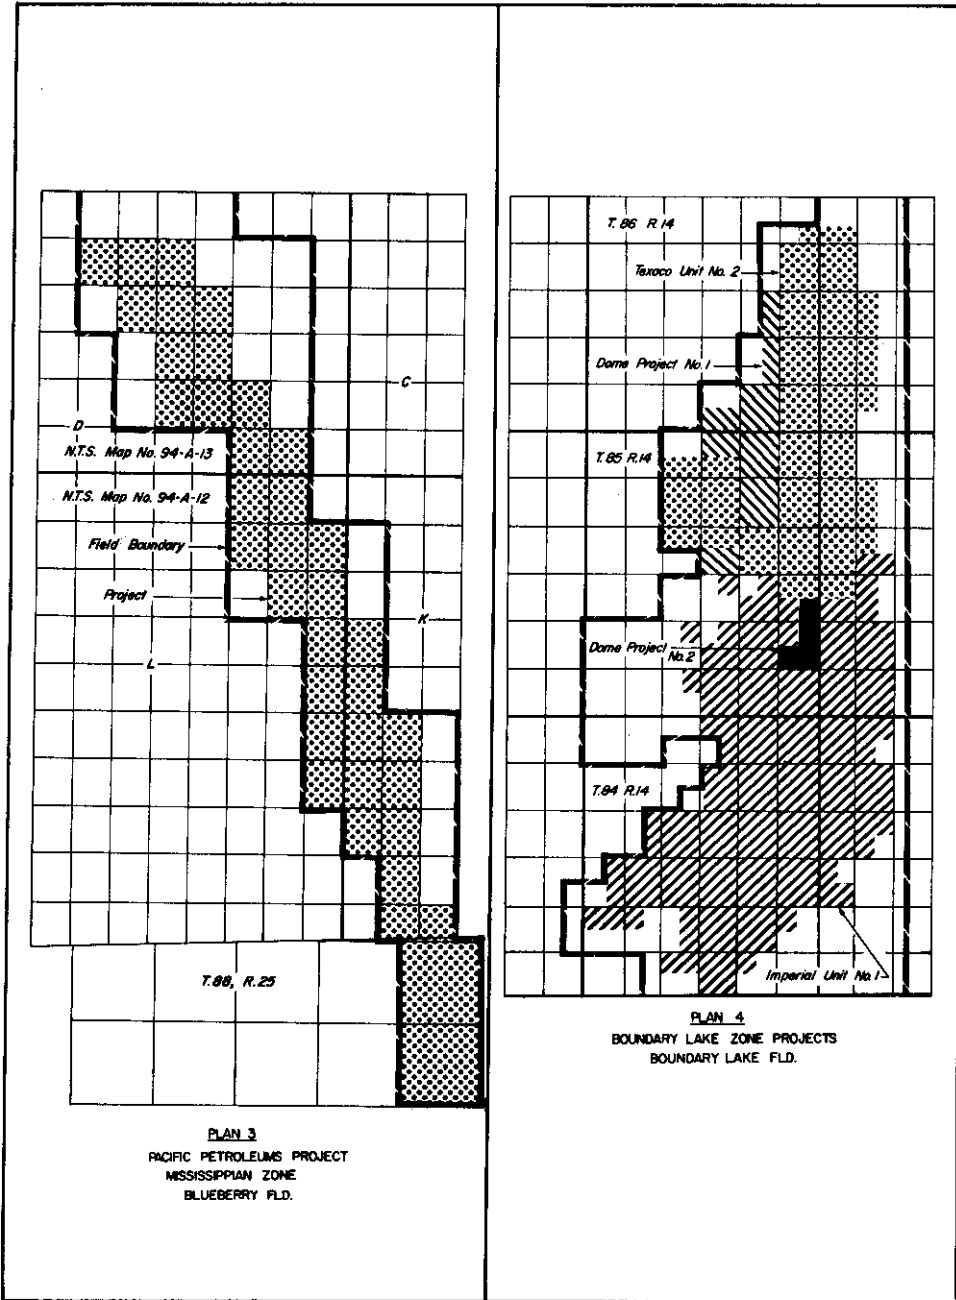 C
D
N.T.S. Map No. 94-A-13
N.T.S. Map No. 94-A-12
Field Boundary
Project
K
L
T.88, R.25
PLAN 3
PACIFIC PETROLEUMS PROJECT
MISSISSIPPIAN ZONE
BLUEBERRY FLD.
T. 86 R.14
Texaco Unit No. 2
Dome Project No. 1
T.85 R.14
Dome Project
No. 2
T.84 R.14
Imperial Unit No. 1
PLAN 4
BOUNDARY LAKE ZONE PROJECTS
BOUNDARY LAKE FLD.